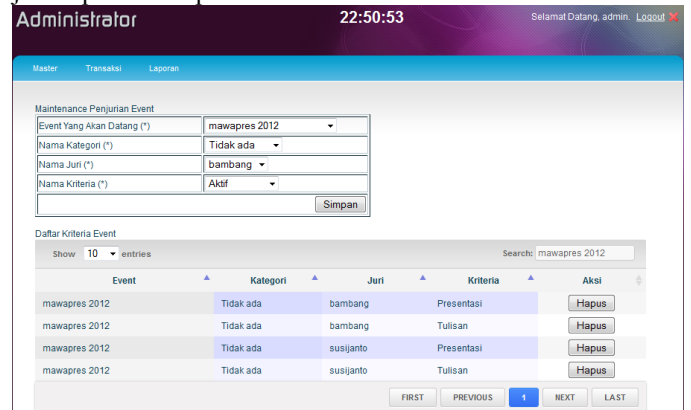 Administrator 22:50:53 Selamat Datang, admin. Logout
Master Transaksi Laporan
Maintenance Penjurian Event
Event Yang Akan Datang (*) mawapres 2012
Nama Kategori (*) Tidak ada
Nama Juri (*) bambang
Nama Kriteria (*) Aktif
Simpan
Daftar Kriteria Event
Show 10 entries Search: mawapres 2012
Event Kategori Juri Kriteria Aksi
mawapres 2012 Tidak ada bambang Presentasi Hapus
mawapres 2012 Tidak ada bambang Tulisan Hapus
mawapres 2012 Tidak ada susijanto Presentasi Hapus
mawapres 2012 Tidak ada susijanto Tulisan Hapus
FIRST PREVIOUS 1 NEXT LAST